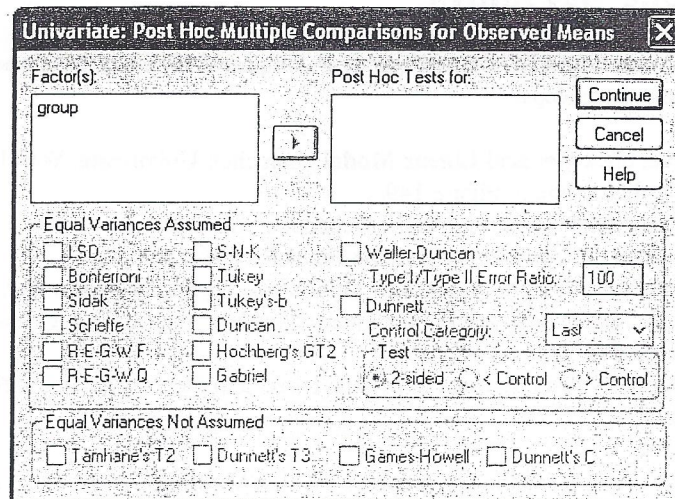 Univariate: Post Hoc Multiple Comparisons for Observed Means
Factor(s):
Post Hoc Tests for:
group
Continue
Cancel
Help
Equal Variances Assumed
LSD
S-N-K
Waller-Duncan
Bonferroni
Tukey
Type I/Type II Error Ratio:
100
Sidak
Tukey's-b
Dunnett
Scheffe
Duncan
Control Category:
Last
R-E-G-W F
Hochberg's GT2
Test
R-E-G-W Q
Gabriel
2-sided
< Control
> Control
Equal Variances Not Assumed
Tamhane's T2
Dunnett's T3
Games-Howell
Dunnett's C